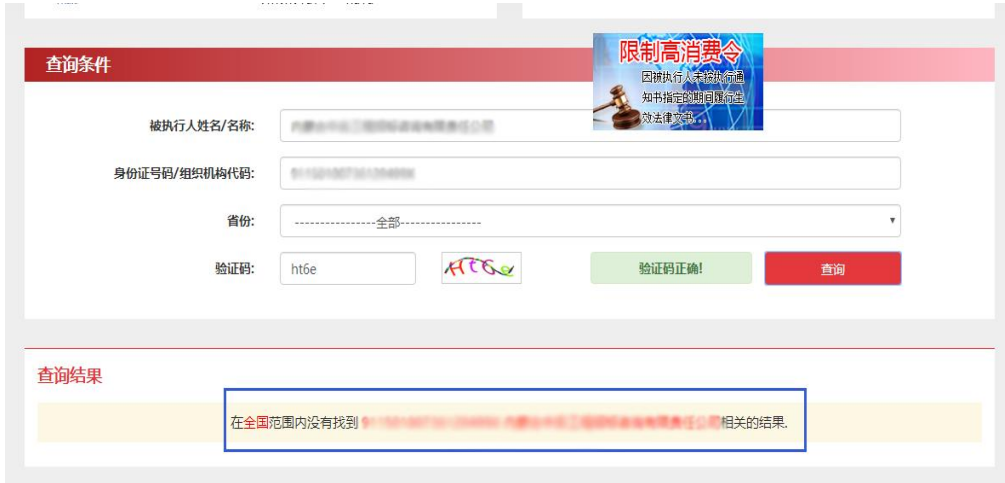 查询条件
限制高消费令
因被执行人未按执行通
知书指定的期间履行生
效法律文书...
被执行人姓名/名称:
身份证号码/组织机构代码:
省份:
----------------全部----------------
验证码:
ht6e
HT6e
验证码正确!
查询
查询结果
在全国范围内没有找到 相关的结果.